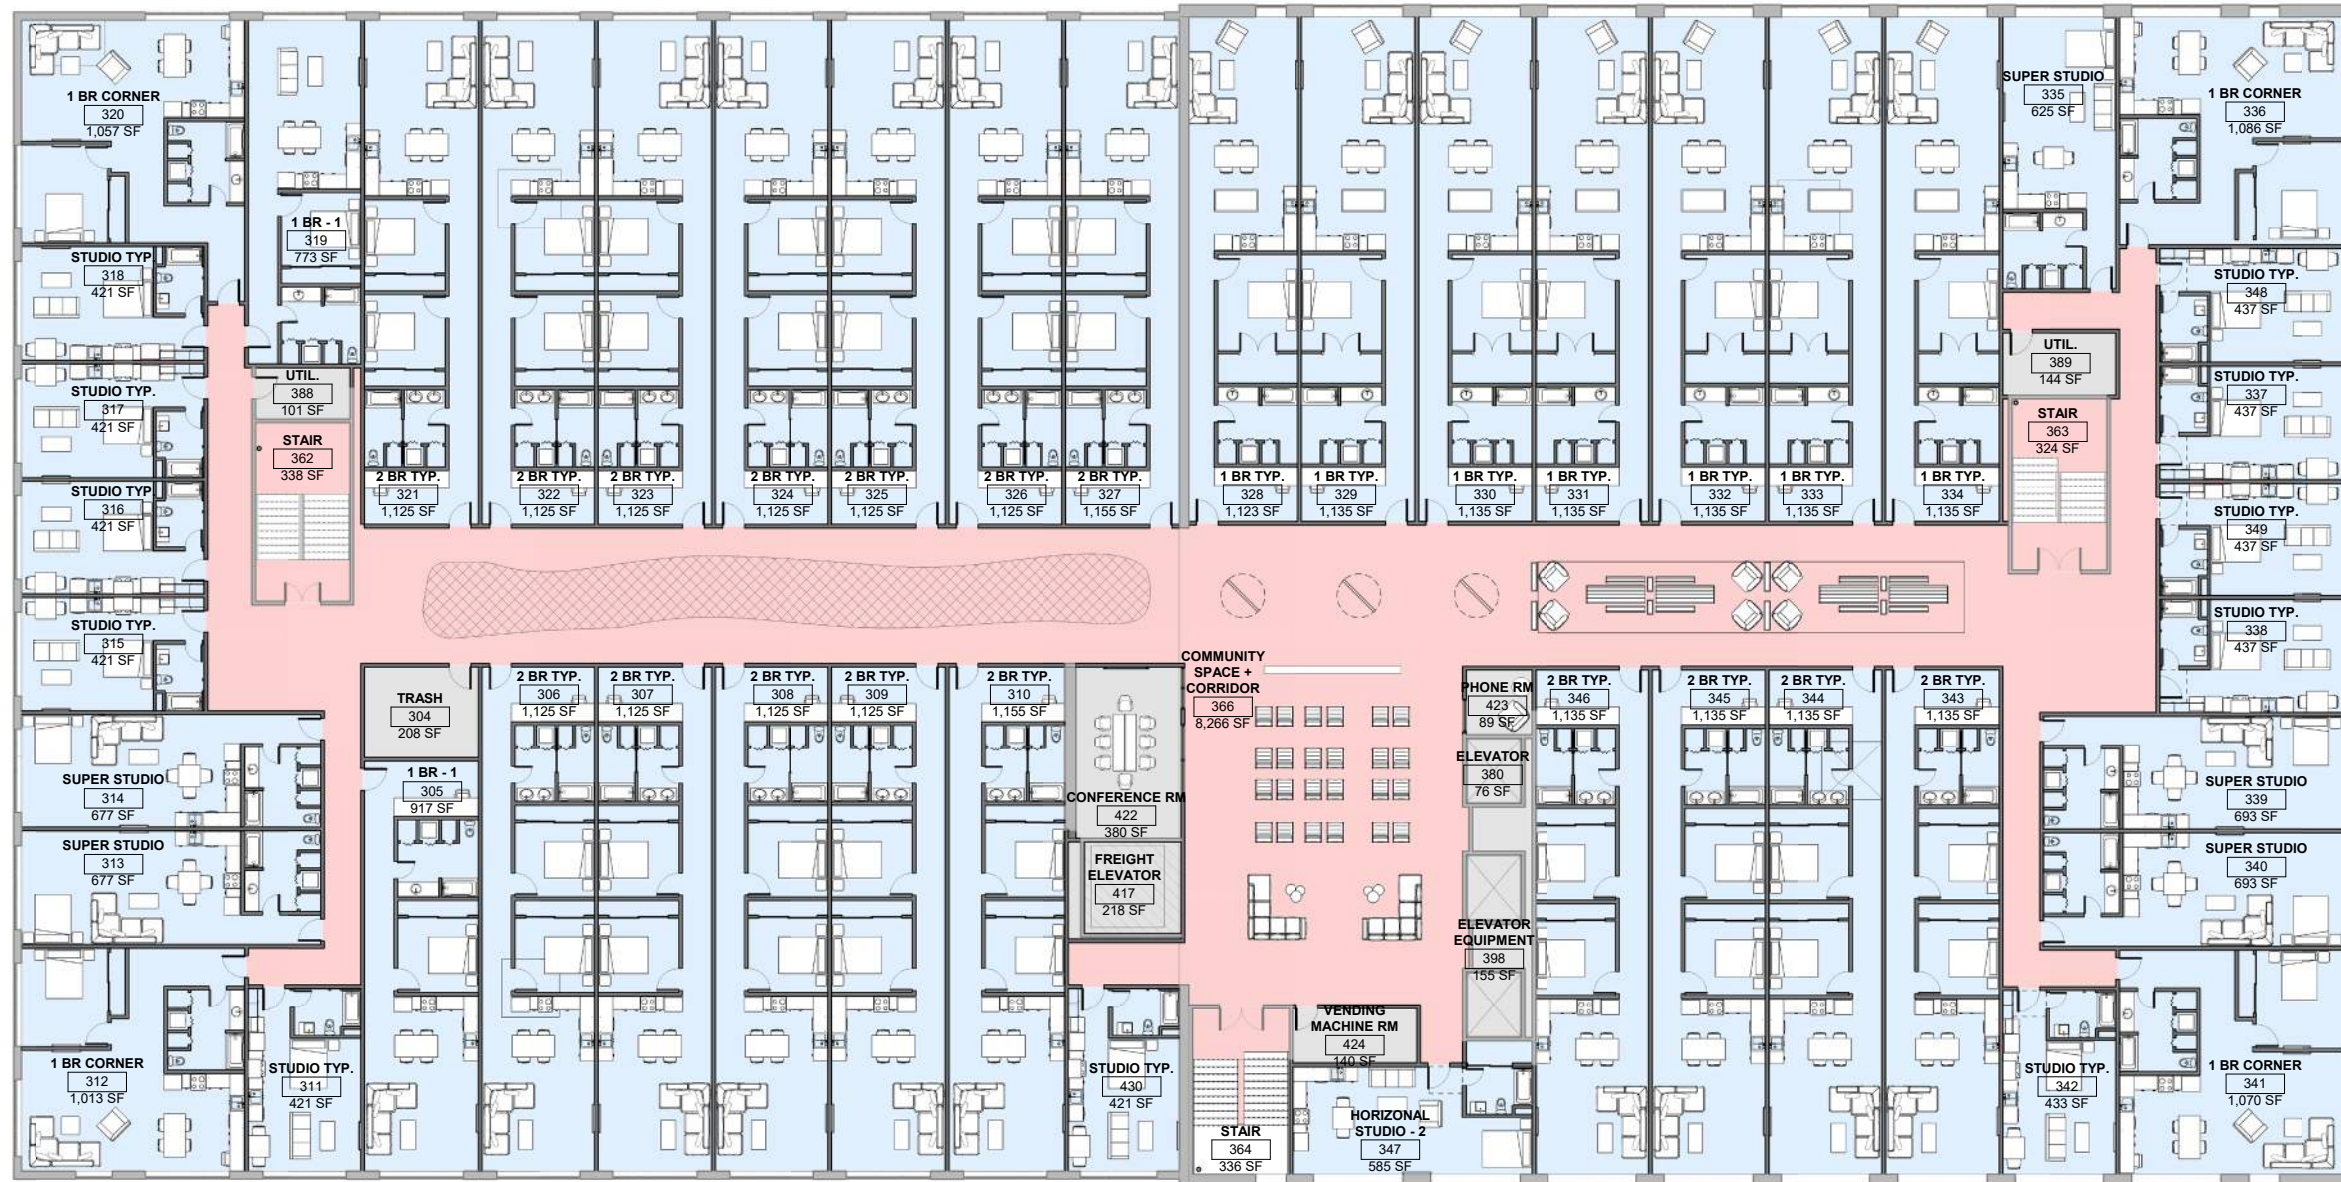 1 BR CORNER
320
1,057 SF
1 BR - 1
319
773 SF
STUDIO TYP
318
421 SF
STUDIO TYP.
317
421 SF
STUDIO TYP
316
421 SF
STUDIO TYP.
315
421 SF
UTIL.
388
101 SF
STAIR
362
338 SF
2 BR TYP.
321
1,125 SF
2 BR TYP.
322
1,125 SF
2 BR TYP.
323
1,125 SF
2 BR TYP.
324
1,125 SF
2 BR TYP.
325
1,125 SF
2 BR TYP.
326
1,125 SF
2 BR TYP.
327
1,155 SF
1 BR TYP.
328
1,123 SF
1 BR TYP.
329
1,135 SF
1 BR TYP.
330
1,135 SF
1 BR TYP.
331
1,135 SF
1 BR TYP.
332
1,135 SF
1 BR TYP.
333
1,135 SF
1 BR TYP.
334
1,135 SF
SUPER STUDIO
335
625 SF
1 BR CORNER
336
1,086 SF
UTIL.
389
144 SF
STAIR
363
324 SF
STUDIO TYP.
348
437 SF
STUDIO TYP.
337
437 SF
STUDIO TYP.
349
437 SF
STUDIO TYP.
338
437 SF
SUPER STUDIO
314
677 SF
SUPER STUDIO
313
677 SF
1 BR CORNER
312
1,013 SF
STUDIO TYP.
311
421 SF
TRASH
304
208 SF
1 BR - 1
305
917 SF
2 BR TYP.
306
1,125 SF
2 BR TYP.
307
1,125 SF
2 BR TYP.
308
1,125 SF
2 BR TYP.
309
1,125 SF
2 BR TYP.
310
1,155 SF
CONFERENCE RM
422
380 SF
FREIGHT
ELEVATOR
417
218 SF
STUDIO TYP.
430
421 SF
COMMUNITY
SPACE +
CORRIDOR
366
8,266 SF
PHONE RM
423
89 SF
ELEVATOR
380
76 SF
ELEVATOR
EQUIPMENT
398
155 SF
VENDING
MACHINE RM
424
140 SF
STAIR
364
336 SF
HORIZONAL
STUDIO - 2
347
585 SF
2 BR TYP.
346
1,135 SF
2 BR TYP.
345
1,135 SF
2 BR TYP.
344
1,135 SF
2 BR TYP.
343
1,135 SF
SUPER STUDIO
339
693 SF
SUPER STUDIO
340
693 SF
STUDIO TYP.
342
433 SF
1 BR CORNER
341
1,070 SF